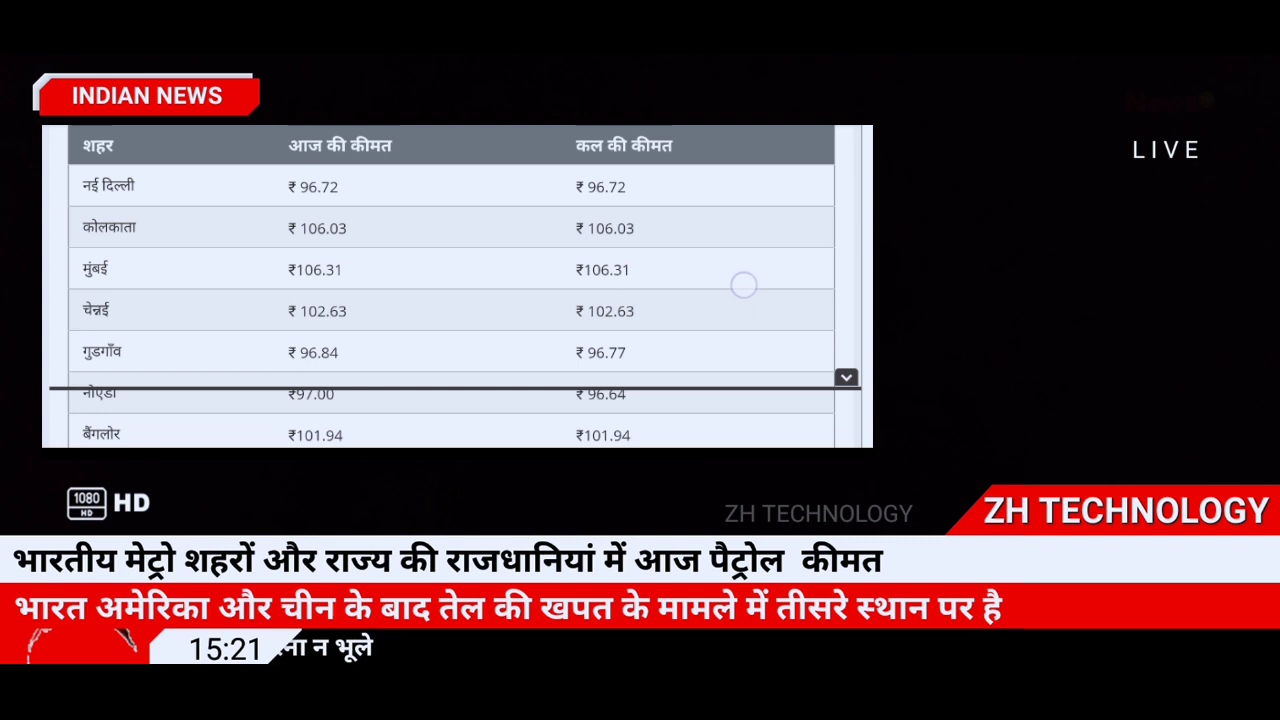 INDIAN NEWS
LIVE
शहर आज की कीमत कल की कीमत
नई दिल्ली ₹ 96.72 ₹ 96.72
कोलकाता ₹ 106.03 ₹ 106.03
मुंबई ₹106.31 ₹106.31
चेन्नई ₹ 102.63 ₹ 102.63
गुडगाँव ₹ 96.84 ₹ 96.77
नोएडा ₹97.00 ₹ 96.64
बैंगलोर ₹101.94 ₹101.94
1080 HD HD
ZH TECHNOLOGY
ZH TECHNOLOGY
भारतीय मेट्रो शहरों और राज्य की राजधानियां में आज पैट्रोल कीमत
भारत अमेरिका और चीन के बाद तेल की खपत के मामले में तीसरे स्थान पर है
15:21 न भूले